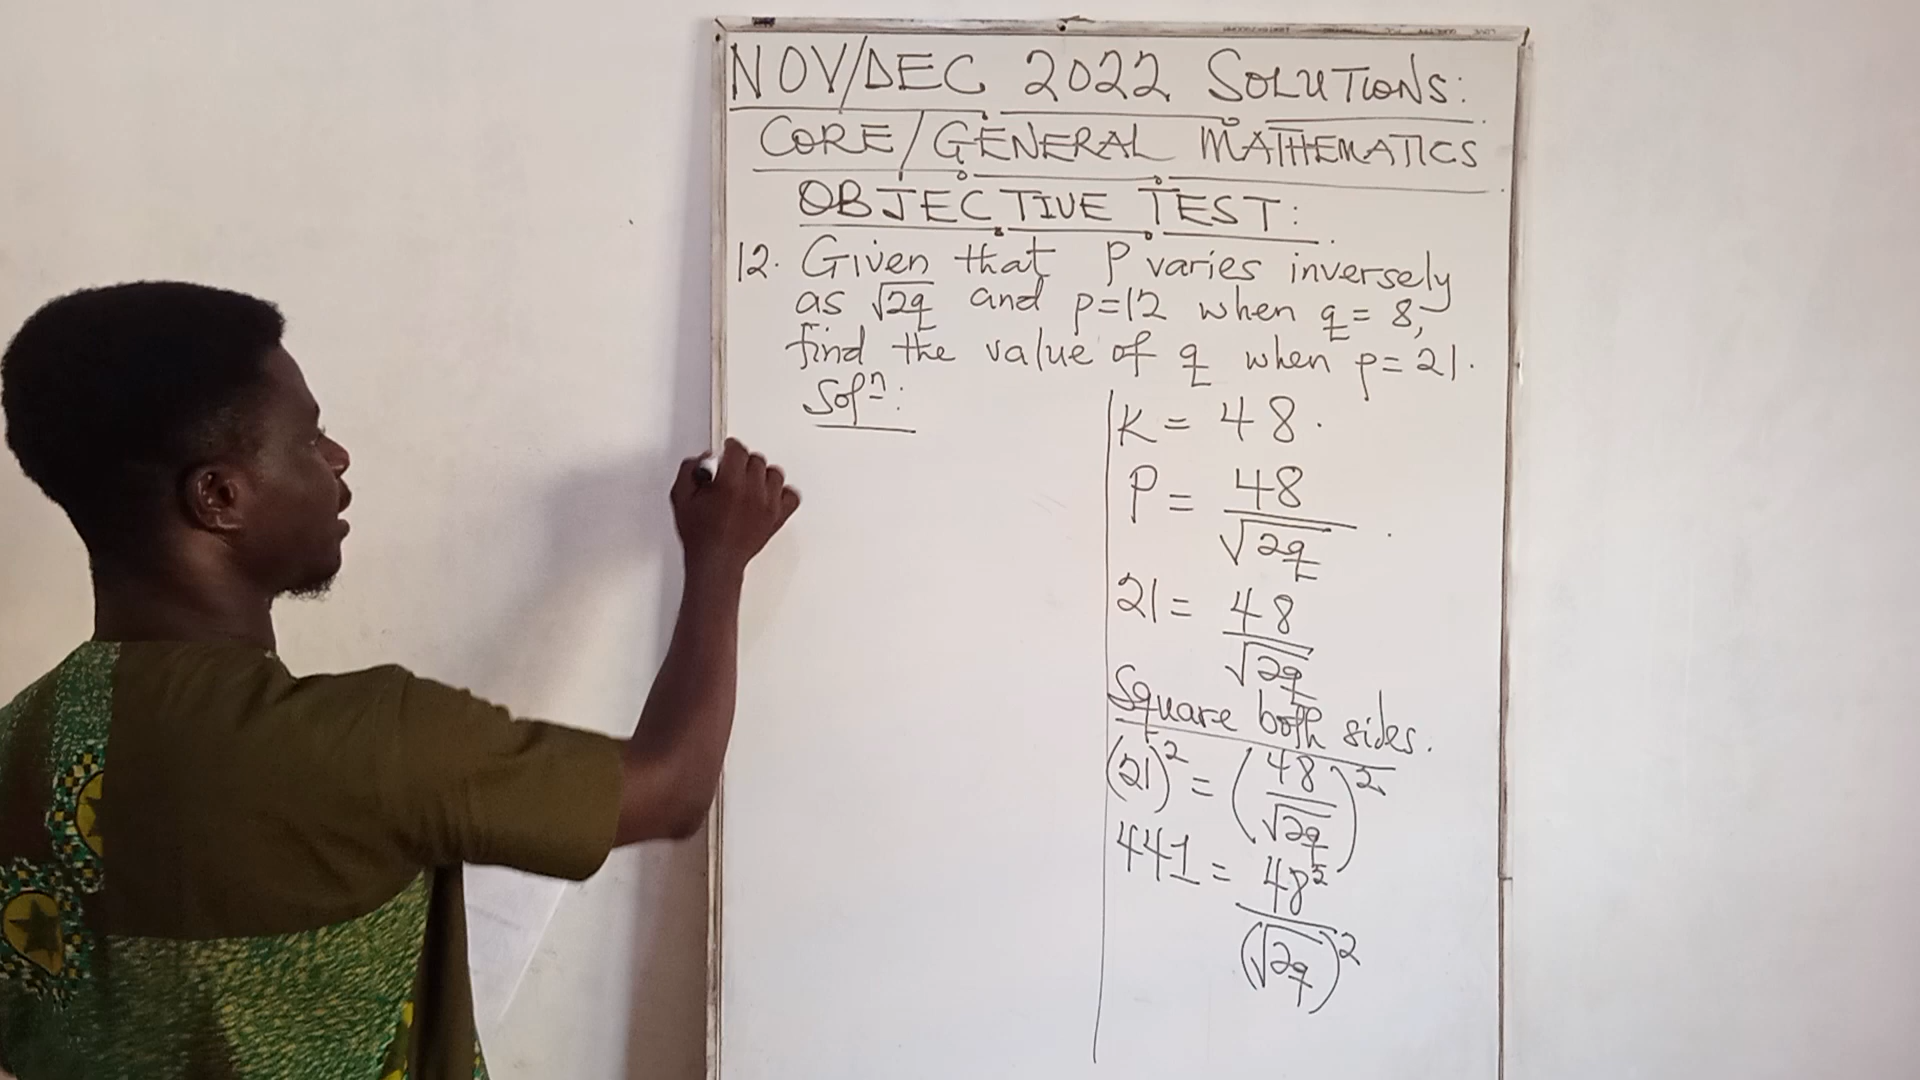 NOV/DEC 2022 SOLUTIONS:
CORE/GENERAL MATHEMATICS
OBJECTIVE TEST:
12. Given that P varies inversely
as √2q and p=12 when q= 8,
find the value of q when p=21.
Solⁿ:
K = 48.
P = 48/√2q
21 = 48/√2q
Square both sides.
(21)² = (48/√2q)²
441 = 48²/(√2q)²